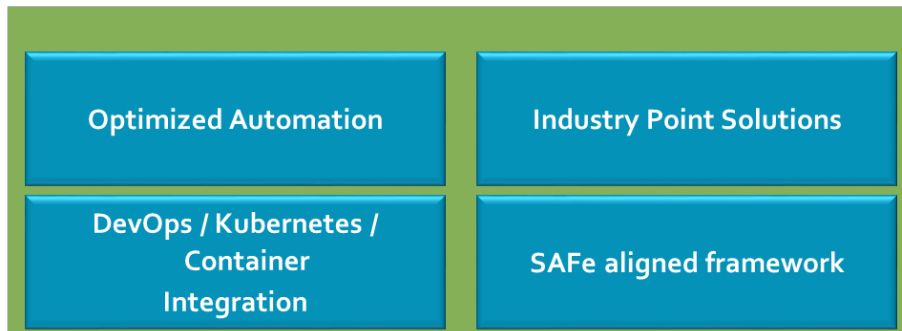 Optimized Automation
Industry Point Solutions
DevOps / Kubernetes /
Container
Integration
SAFe aligned framework